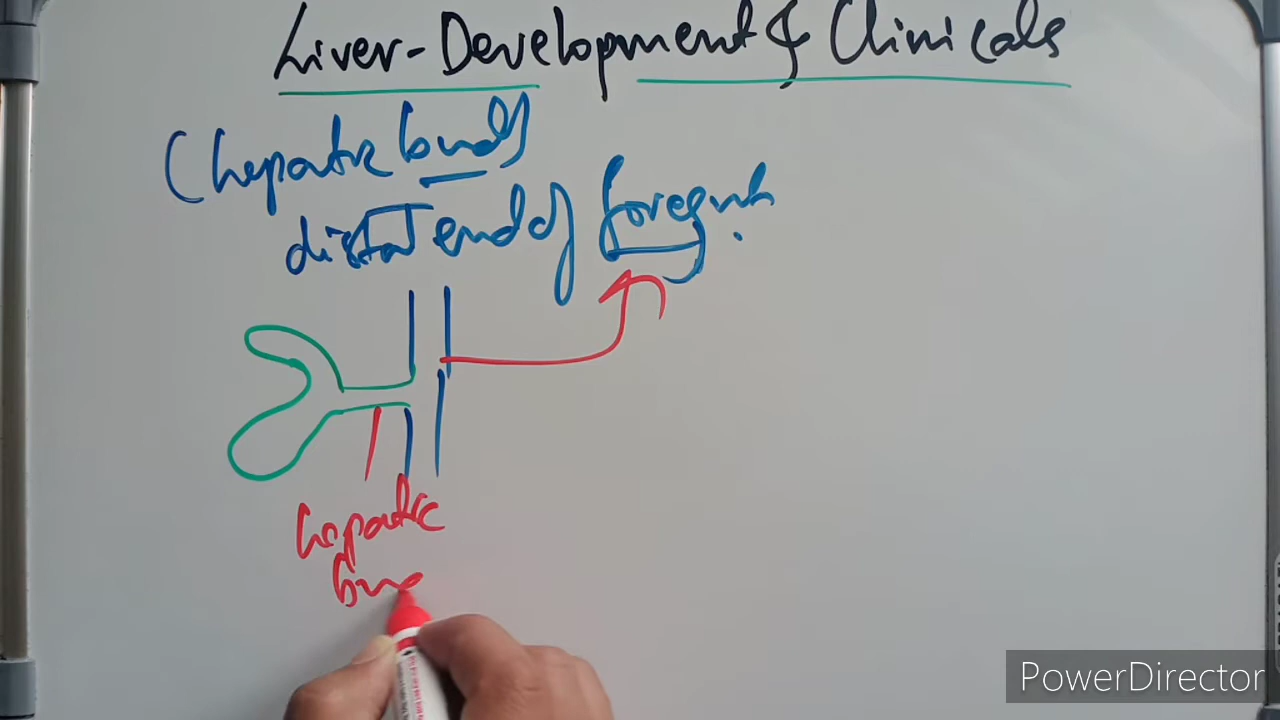 Liver-Development & Clinicals
(hepatic bud)
distal end of foregut.
hepatic
bud
PowerDirector